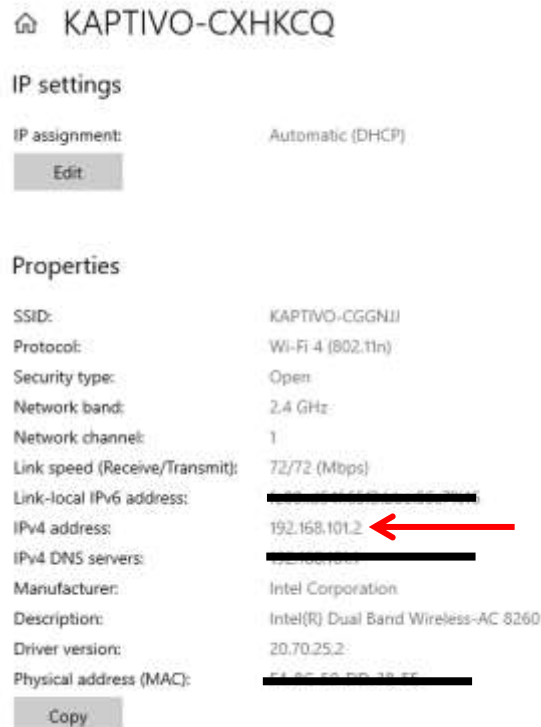 KAPTIVO-CXHKCQ
IP settings
IP assignment: Automatic (DHCP)
Edit
Properties
SSID: KAPTIVO-CGGNJJ
Protocol: Wi-Fi 4 (802.11n)
Security type: Open
Network band: 2.4 GHz
Network channel: 1
Link speed (Receive/Transmit): 72/72 (Mbps)
Link-local IPv6 address:
IPv4 address: 192.168.101.2
IPv4 DNS servers:
Manufacturer: Intel Corporation
Description: Intel(R) Dual Band Wireless-AC 8260
Driver version: 20.70.25.2
Physical address (MAC):
Copy